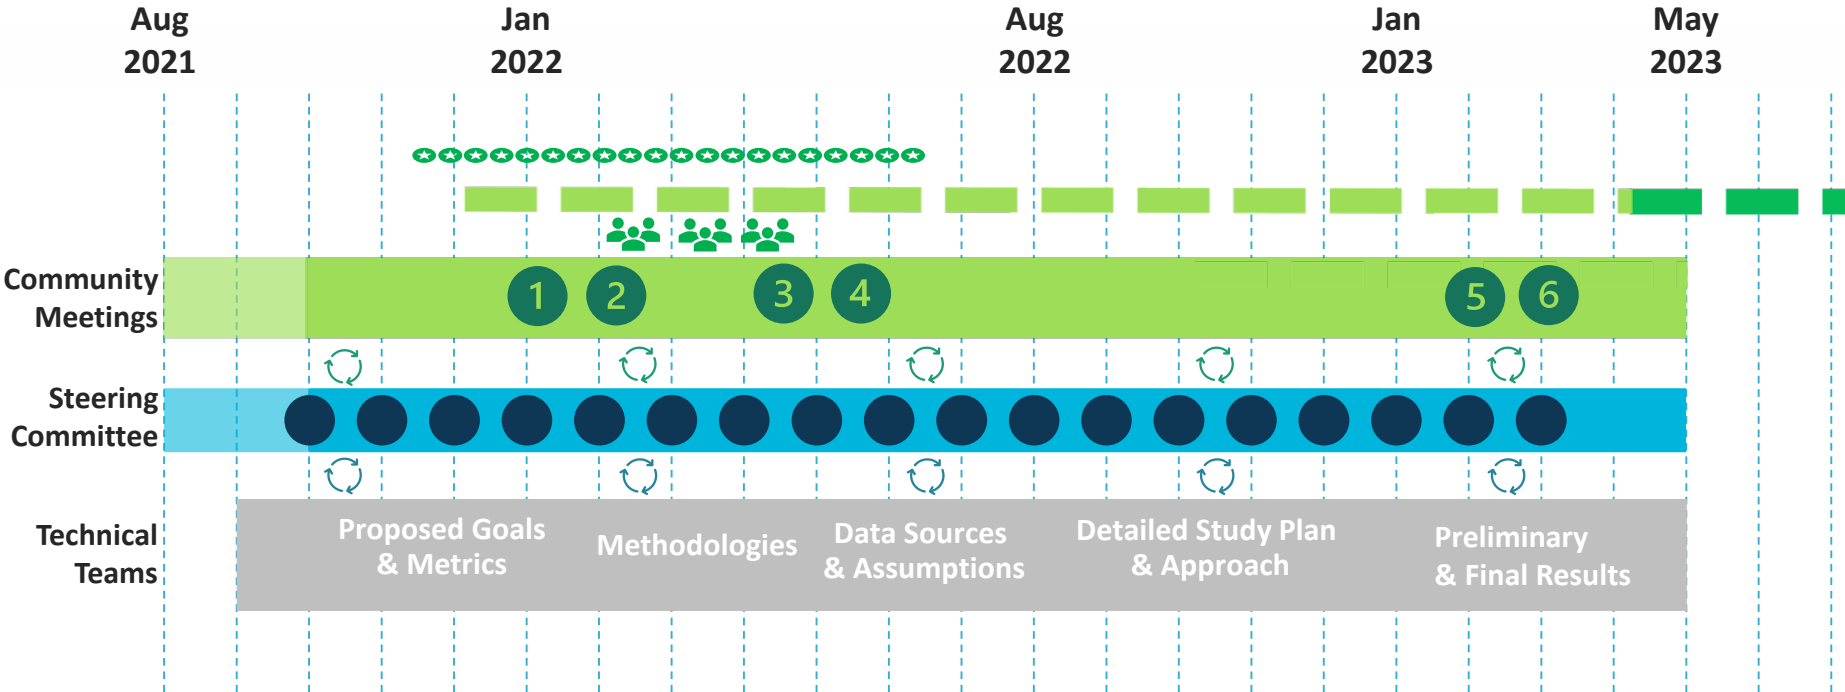 Aug
2021
Jan
2022
Aug
2022
Jan
2023
May
2023
Community
Meetings
1
2
3
4
5
6
Steering
Committee
Technical
Teams
Proposed Goals
& Metrics
Methodologies
Data Sources
& Assumptions
Detailed Study Plan
& Approach
Preliminary
& Final Results